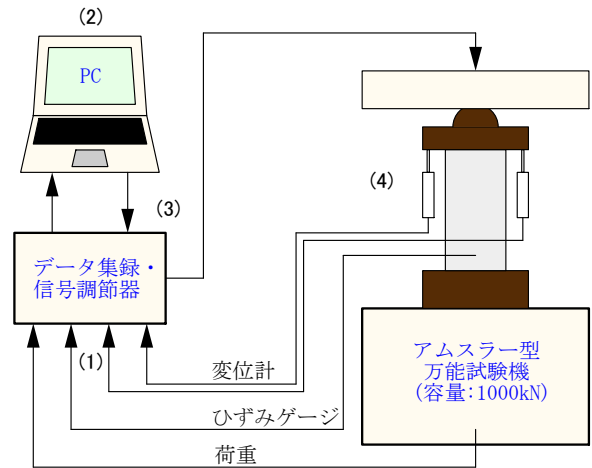 (2)
PC
(4)
(3)
データ集録・
信号調節器
(1)
変位計
ひずみゲージ
荷重
アムスラー型
万能試験機
(容量:1000kN)